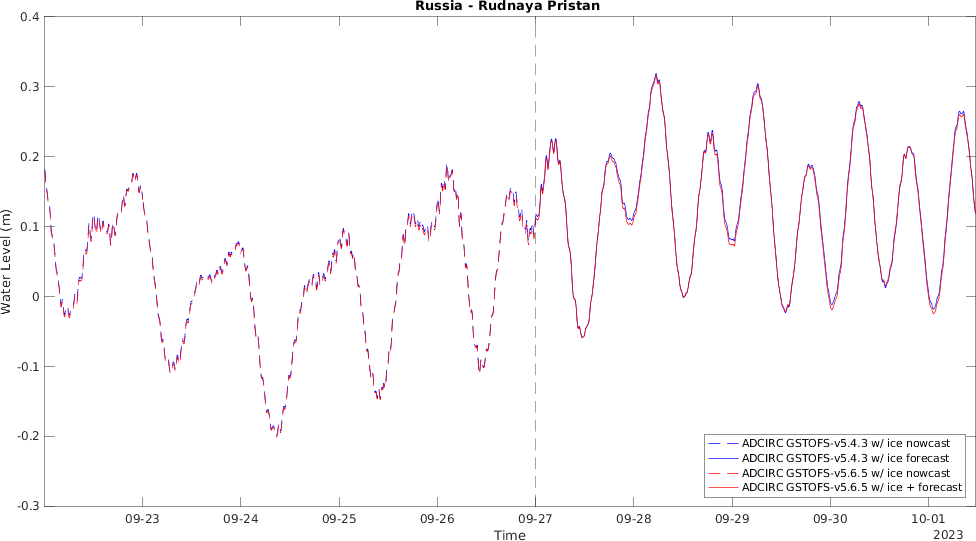 Russia - Rudnaya Pristan
0.4
0.3
0.2
0.1
0
-0.1
-0.2
-0.3
Water Level (m)
09-23 09-24 09-25 09-26 09-27 09-28 09-29 09-30 10-01
Time
2023
ADCIRC GSTOFS-v5.4.3 w/ ice nowcast
ADCIRC GSTOFS-v5.4.3 w/ ice forecast
ADCIRC GSTOFS-v5.6.5 w/ ice nowcast
ADCIRC GSTOFS-v5.6.5 w/ ice + forecast